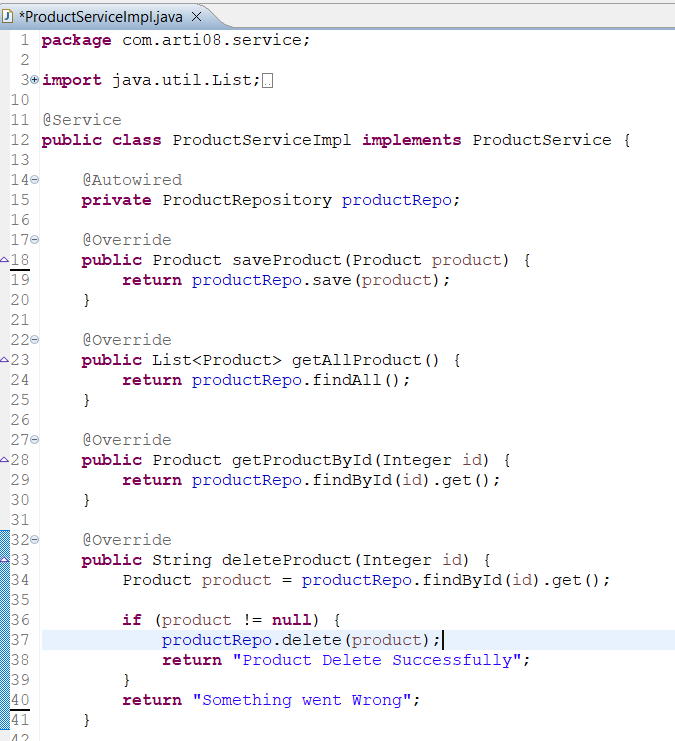 *ProductServiceImpl.java
1 package com.arti08.service;
2
3 import java.util.List;
10
11 @Service
12 public class ProductServiceImpl implements ProductService {
13
14 @Autowired
15 private ProductRepository productRepo;
16
17 @Override
18 public Product saveProduct(Product product) {
19 return productRepo.save(product);
20 }
21
22 @Override
23 public List<Product> getAllProduct() {
24 return productRepo.findAll();
25 }
26
27 @Override
28 public Product getProductById(Integer id) {
29 return productRepo.findById(id).get();
30 }
31
32 @Override
33 public String deleteProduct(Integer id) {
34 Product product = productRepo.findById(id).get();
35
36 if (product != null) {
37 productRepo.delete(product);
38 return "Product Delete Successfully";
39 }
40 return "Something went Wrong";
41 }
42